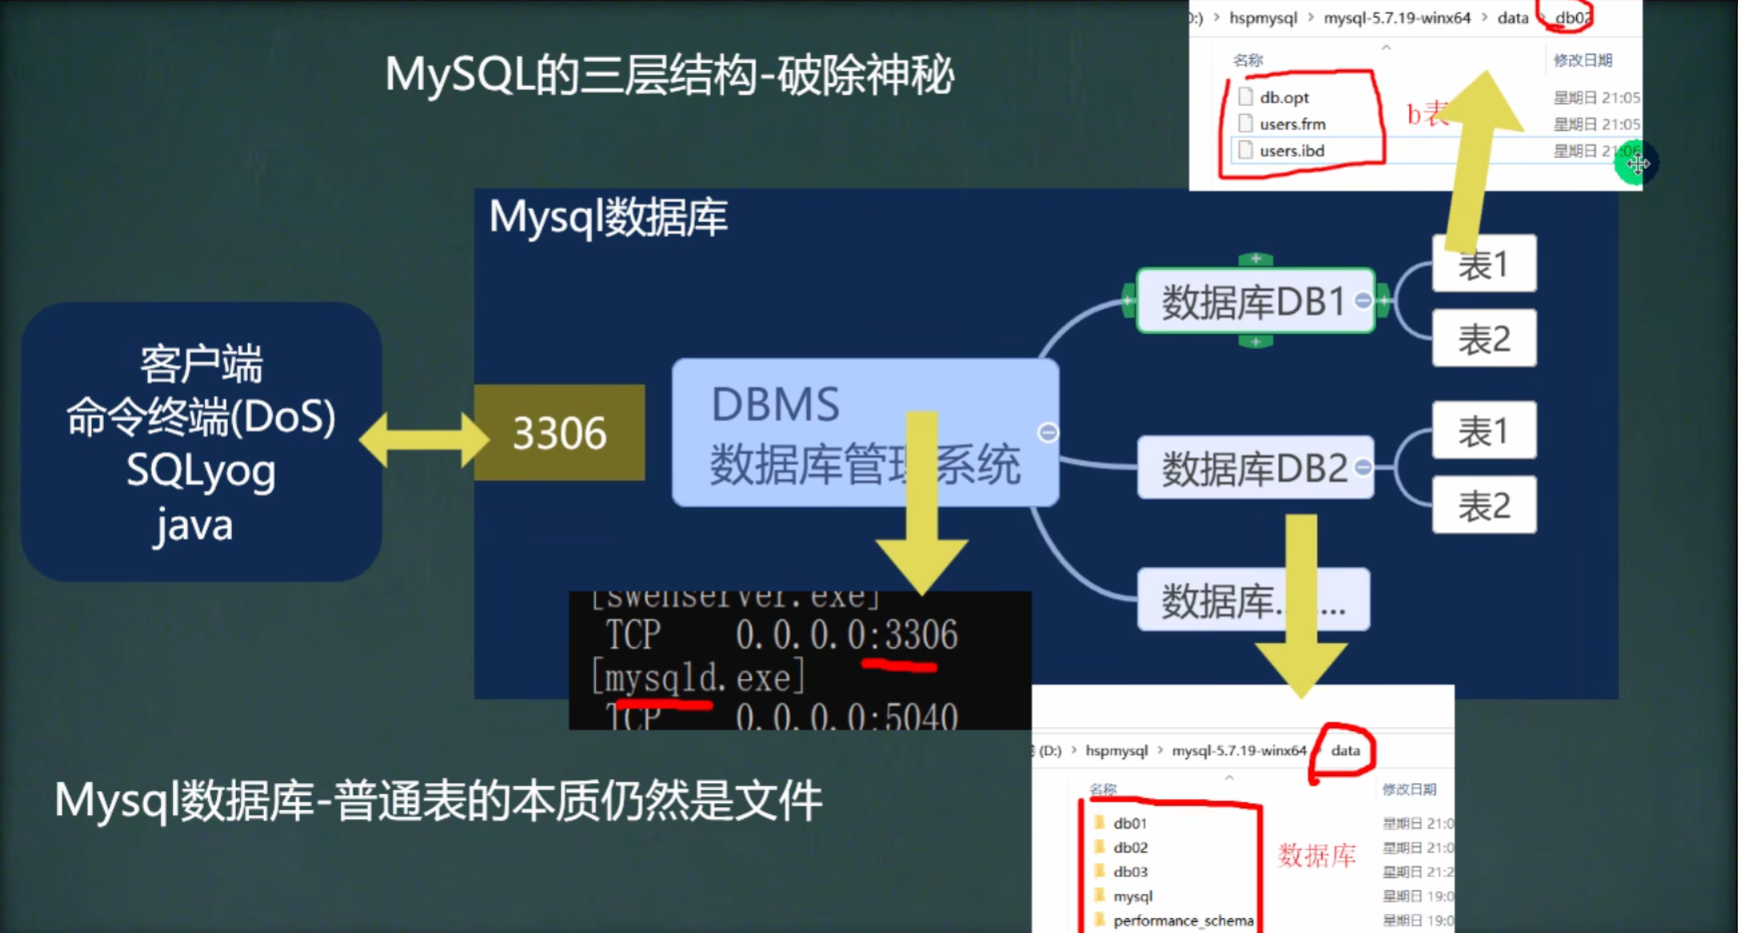 MySQL的三层结构-破除神秘
hspmysql > mysql-5.7.19-winx64 > data > db02
名称 修改日期
db.opt 星期日 21:05
users.frm 星期日 21:05
users.ibd 星期日 21:06
b表
Mysql数据库
客户端
命令终端(DoS)
SQLyog
java
3306
DBMS
数据库管理系统
数据库DB1
表1
表2
数据库DB2
表1
表2
数据库......
[swenserver.exe]
TCP 0.0.0.0:3306
[mysqld.exe]
TCP 0.0.0.0:5040
(D:) > hspmysql > mysql-5.7.19-winx64 > data
名称 修改日期
db01 星期日 21:0
db02 星期日 21:0
db03 星期日 21:2
mysql 星期日 19:0
performance_schema 星期日 19:0
数据库
Mysql数据库-普通表的本质仍然是文件